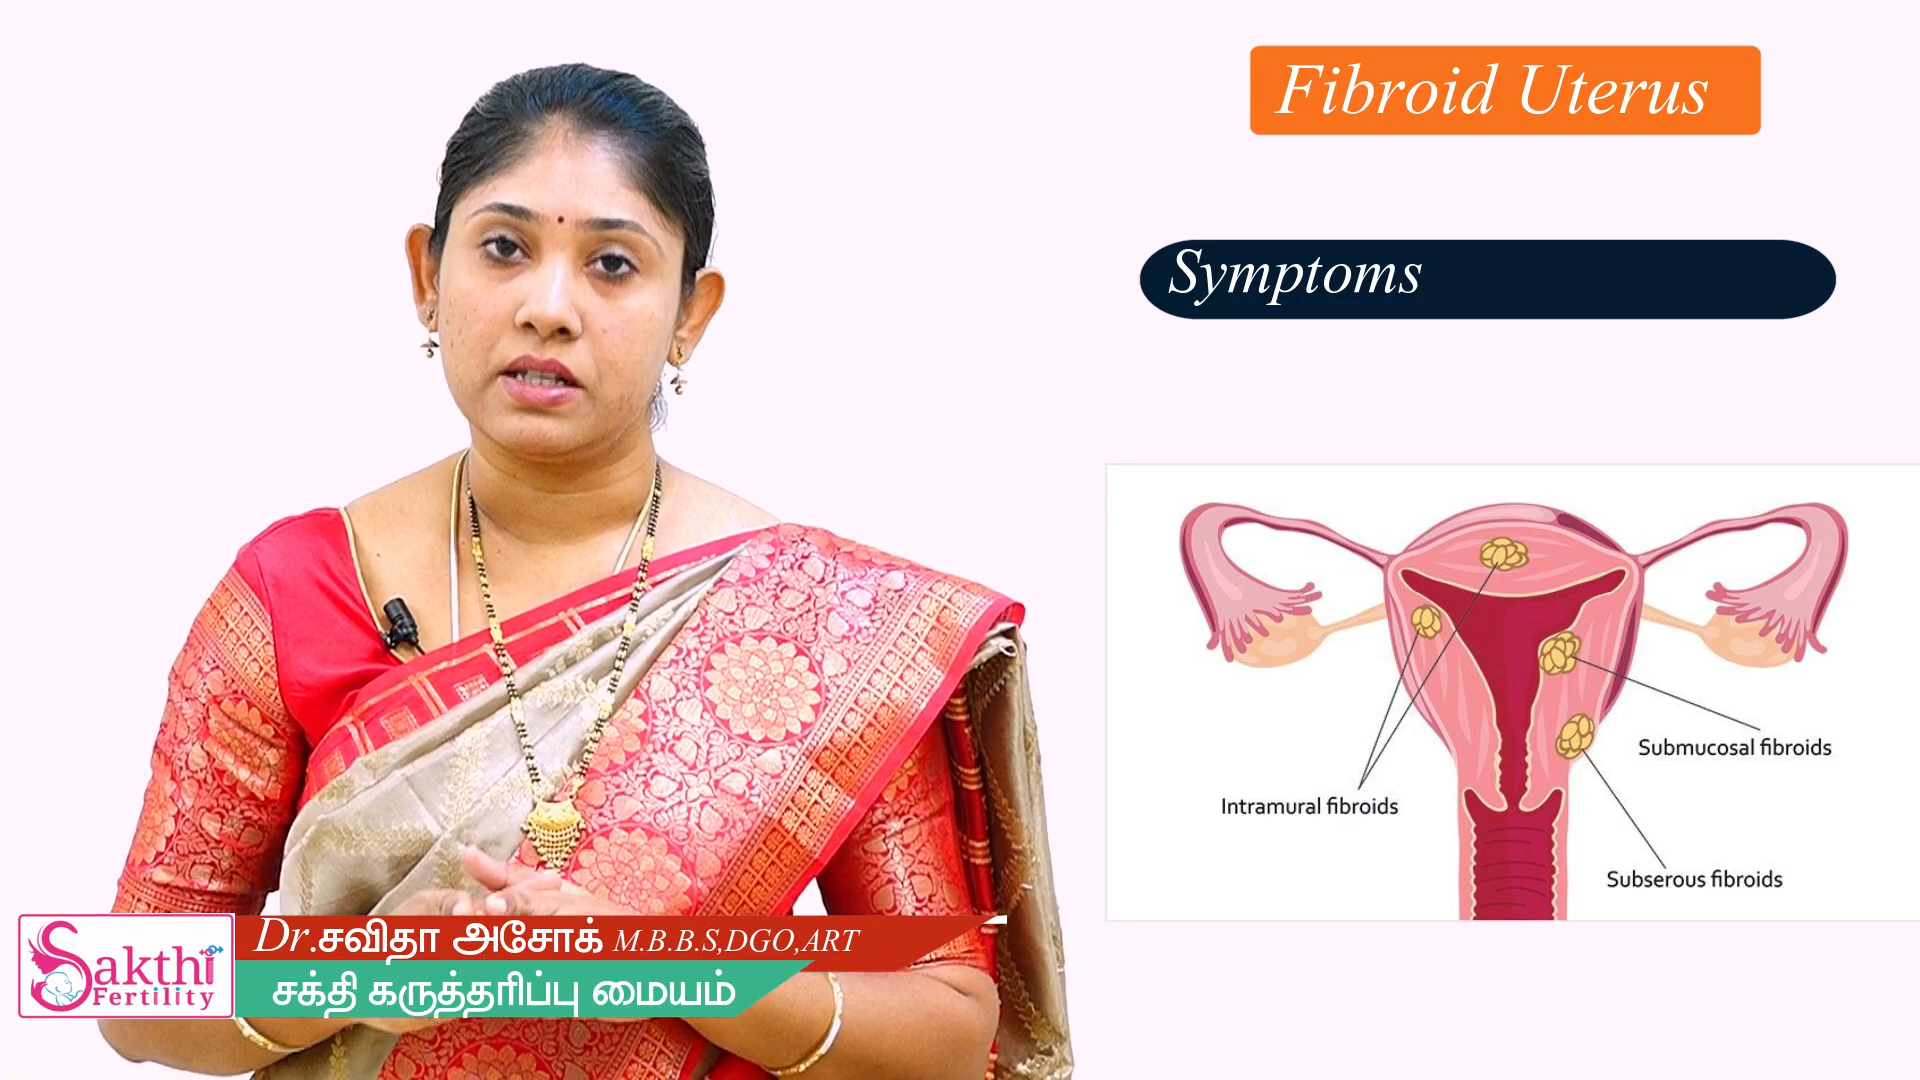 Fibroid Uterus
Symptoms
Submucosal fibroids
Intramural fibroids
Subserous fibroids
Sakthi
Fertility
Dr.சவிதா அசோக் M.B.B.S,DGO,ART
சக்தி கருத்தரிப்பு மையம்